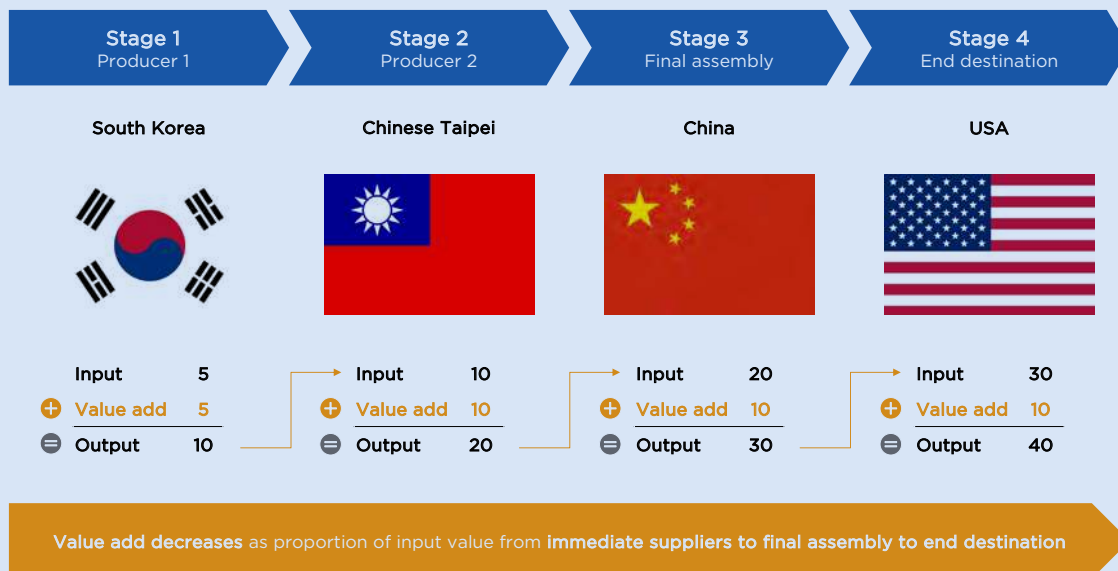 Stage 1
Producer 1
Stage 2
Producer 2
Stage 3
Final assembly
Stage 4
End destination
South Korea
Chinese Taipei
China
USA
Input 5
+ Value add 5
= Output 10
Input 10
+ Value add 10
= Output 20
Input 20
+ Value add 10
= Output 30
Input 30
+ Value add 10
= Output 40
Value add decreases as proportion of input value from immediate suppliers to final assembly to end destination